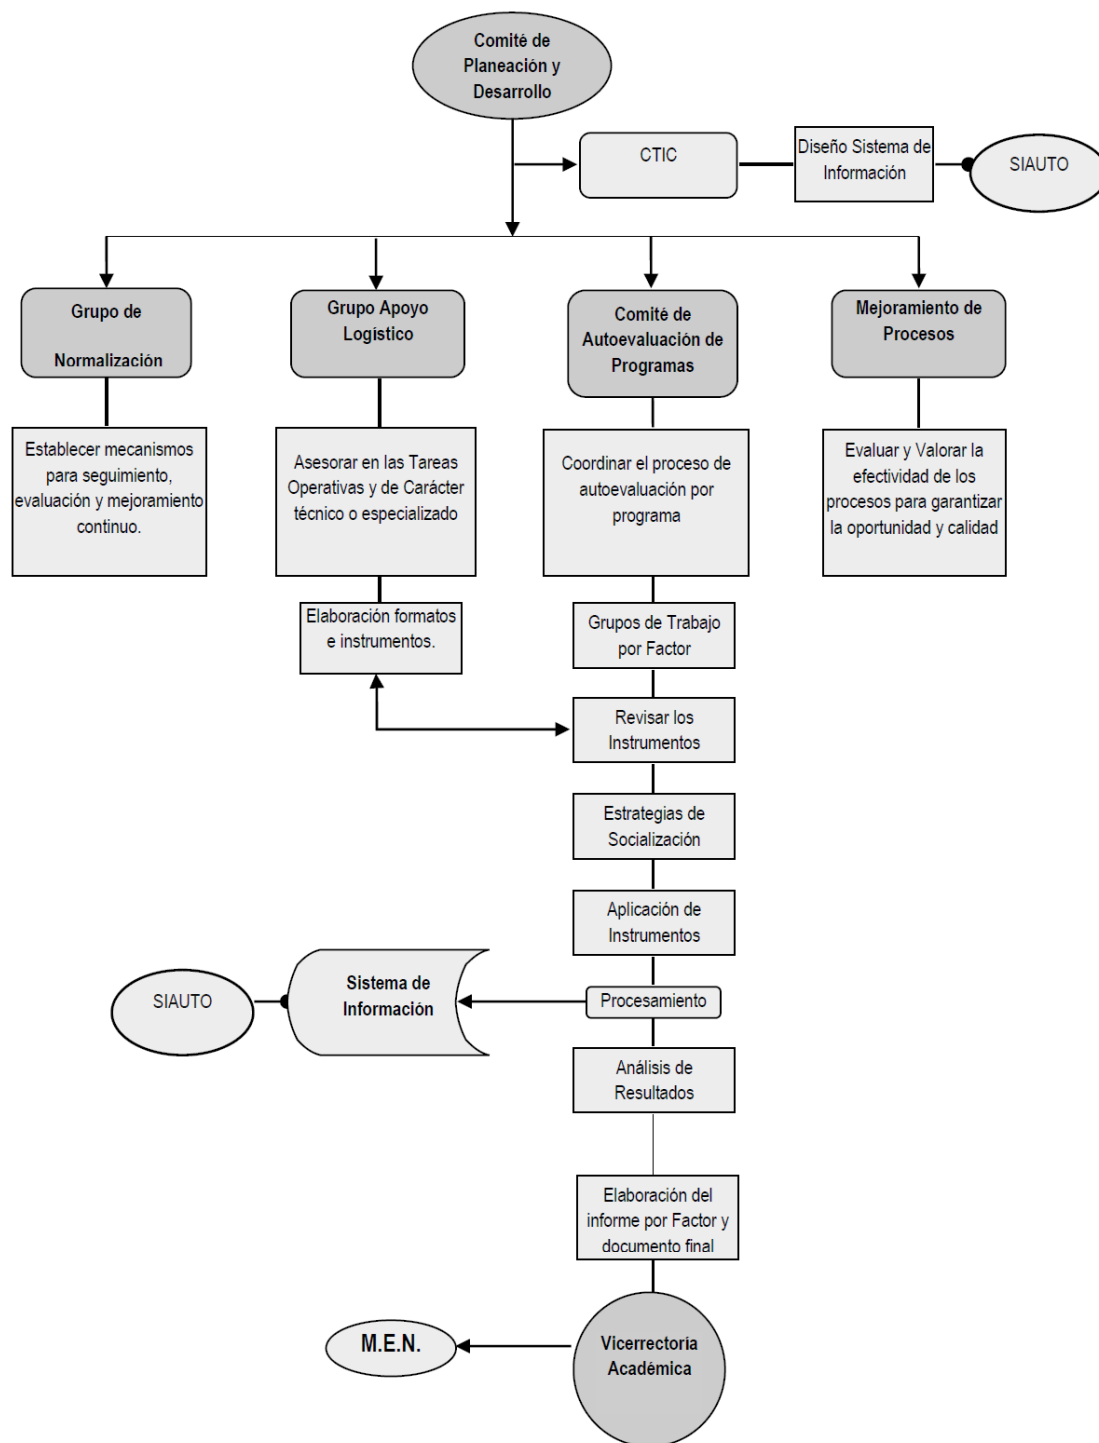 Comité de
Planeación y
Desarrollo
CTIC
Diseño Sistema de
Información
SIAUTO
Grupo de
Normalización
Grupo Apoyo
Logístico
Comité de
Autoevaluación de
Programas
Mejoramiento de
Procesos
Establecer mecanismos
para seguimiento,
evaluación y mejoramiento
continuo.
Asesorar en las Tareas
Operativas y de Carácter
técnico o especializado
Coordinar el proceso de
autoevaluación por
programa
Evaluar y Valorar la
efectividad de los
procesos para garantizar
la oportunidad y calidad
Elaboración formatos
e instrumentos.
Grupos de Trabajo
por Factor
Revisar los
Instrumentos
Estrategias de
Socialización
Aplicación de
Instrumentos
SIAUTO
Sistema de
Información
Procesamiento
Análisis de
Resultados
Elaboración del
informe por Factor y
documento final
M.E.N.
Vicerrectoría
Académica